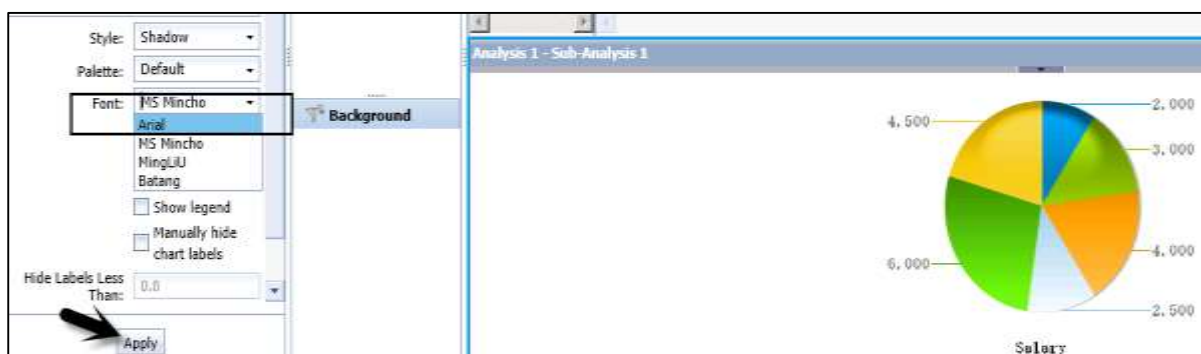 Style: Shadow
Palette: Default
Font: MS Mincho
Arial
MS Mincho
MingLiU
Batang
Show legend
Manually hide
chart labels
Hide Labels Less
Than: 0.0
Apply
Background
Analysis 1 - Sub-Analysis 1
2,000
4,500
3,000
4,000
6,000
2,500
Salary